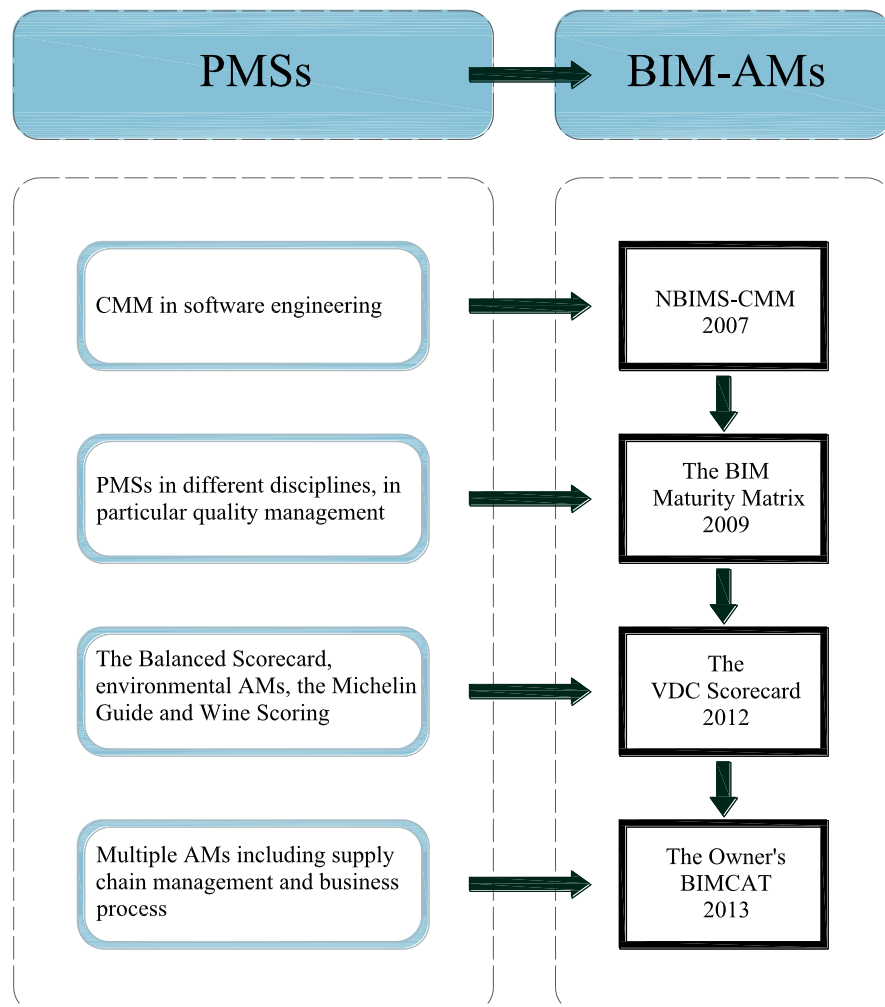 PMSs
BIM-AMs
CMM in software engineering
NBIMS-CMM
2007
PMSs in different disciplines, in
particular quality management
The BIM
Maturity Matrix
2009
The Balanced Scorecard,
environmental AMs, the Michelin
Guide and Wine Scoring
The
VDC Scorecard
2012
Multiple AMs including supply
chain management and business
process
The Owner's
BIMCAT
2013